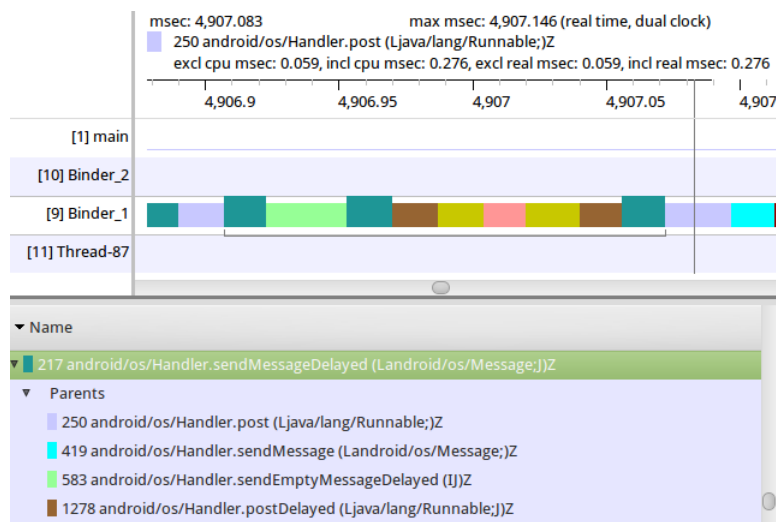 msec: 4,907.083 max msec: 4,907.146 (real time, dual clock)
250 android/os/Handler.post (Ljava/lang/Runnable;)Z
excl cpu msec: 0.059, incl cpu msec: 0.276, excl real msec: 0.059, incl real msec: 0.276
4,906.9 4,906.95 4,907 4,907.05 4,907
[1] main
[10] Binder_2
[9] Binder_1
[11] Thread-87
Name
217 android/os/Handler.sendMessageDelayed (Landroid/os/Message;J)Z
Parents
250 android/os/Handler.post (Ljava/lang/Runnable;)Z
419 android/os/Handler.sendMessage (Landroid/os/Message;)Z
583 android/os/Handler.sendEmptyMessageDelayed (IJ)Z
1278 android/os/Handler.postDelayed (Ljava/lang/Runnable;J)Z